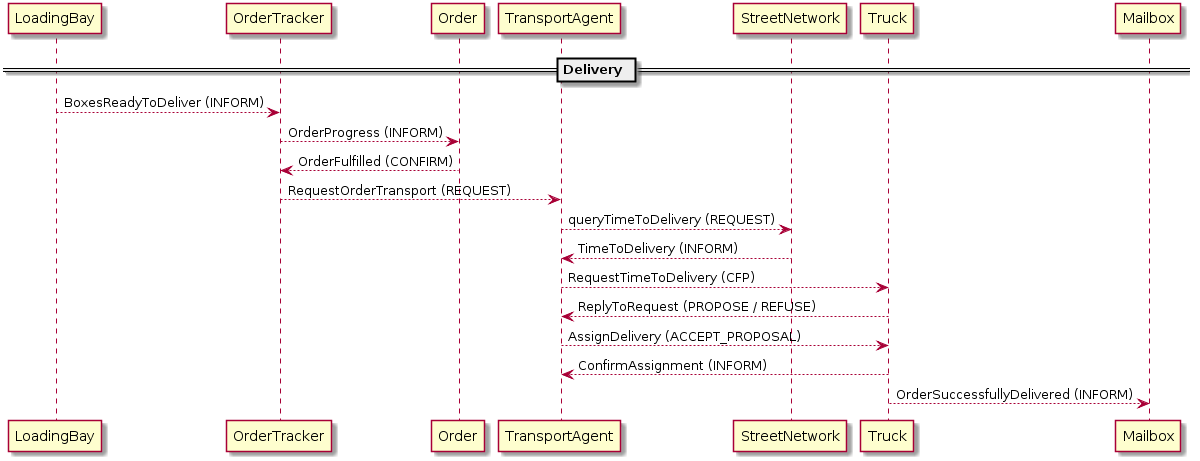 LoadingBay OrderTracker Order TransportAgent StreetNetwork Truck Mailbox
Delivery
BoxesReadyToDeliver (INFORM)
OrderProgress (INFORM)
OrderFulfilled (CONFIRM)
RequestOrderTransport (REQUEST)
queryTimeToDelivery (REQUEST)
TimeToDelivery (INFORM)
RequestTimeToDelivery (CFP)
ReplyToRequest (PROPOSE / REFUSE)
AssignDelivery (ACCEPT_PROPOSAL)
ConfirmAssignment (INFORM)
OrderSuccessfullyDelivered (INFORM)
LoadingBay OrderTracker Order TransportAgent StreetNetwork Truck Mailbox